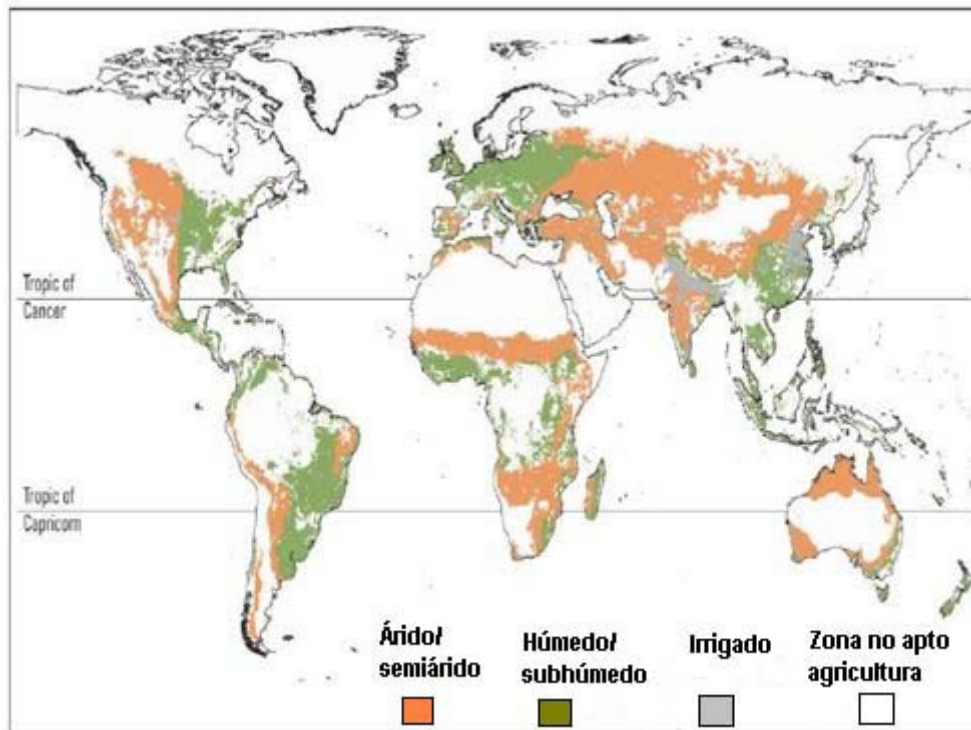 Tropic of
Cancer
Tropic of
Capricorn
Árido/
semiárido
Húmedo/
subhúmedo
Irrigado
Zona no apto
agricultura